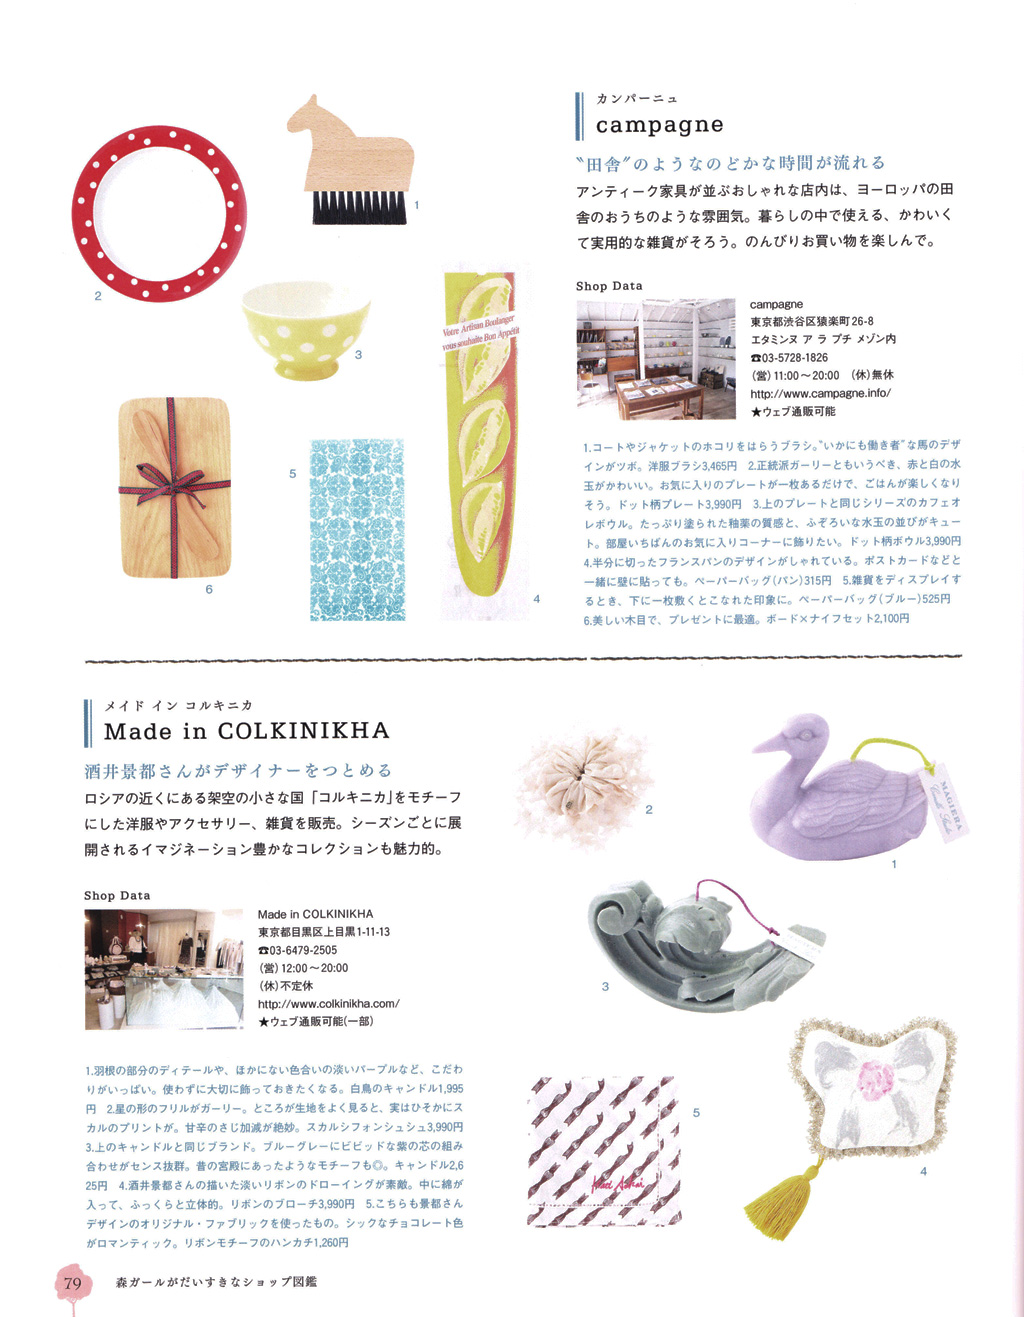 カンパーニュ
campagne
〝田舎〟のようなのどかな時間が流れる
アンティーク家具が並ぶおしゃれな店内は、ヨーロッパの田
舎のおうちのような雰囲気。暮らしの中で使える、かわいく
て実用的な雑貨がそろう。のんびりお買い物を楽しんで。
Shop Data
campagne
東京都渋谷区猿楽町26-8
エタミンヌ ア ラ プチ メゾン内
☎03-5728-1826
(営)11:00〜20:00 (休)無休
http://www.campagne.info/
★ウェブ通販可能
1.コートやジャケットのホコリをはらうブラシ。〝いかにも働き者〟な馬のデザ
インがツボ。洋服ブラシ3,465円 2.正統派ガーリーともいうべき、赤と白の水
玉がかわいい。お気に入りのプレートが一枚あるだけで、ごはんが楽しくなり
そう。ドット柄プレート3,990円 3.上のプレートと同じシリーズのカフェオ
レボウル。たっぷり塗られた釉薬の質感と、ふぞろいな水玉の並びがキュー
ト。部屋いちばんのお気に入りコーナーに飾りたい。ドット柄ボウル3,990円
4.半分に切ったフランスパンのデザインがしゃれている。ポストカードなどと
一緒に壁に貼っても。ペーパーバッグ(パン)315円 5.雑貨をディスプレイす
るとき、下に一枚敷くとこなれた印象に。ペーパーバッグ(ブルー)525円
6.美しい木目で、プレゼントに最適。ボード×ナイフセット2,100円
1
2
3
Votre Artisan Boulanger
vous souhaite Bon Appétit
5
6
4
メイド イン コルキニカ
Made in COLKINIKHA
酒井景都さんがデザイナーをつとめる
ロシアの近くにある架空の小さな国「コルキニカ」をモチーフ
にした洋服やアクセサリー、雑貨を販売。シーズンごとに展
開されるイマジネーション豊かなコレクションも魅力的。
Shop Data
Made in COLKINIKHA
東京都目黒区上目黒1-11-13
☎03-6479-2505
(営)12:00〜20:00
(休)不定休
http://www.colkinikha.com/
★ウェブ通販可能(一部)
1.羽根の部分のディテールや、ほかにない色合いの淡いパープルなど、こだわ
りがいっぱい。使わずに大切に飾っておきたくなる。白鳥のキャンドル1,995
円 2.星の形のフリルがガーリー。ところが生地をよく見ると、実はひそかにス
カルのプリントが。甘辛のさじ加減が絶妙。スカルシフォンシュシュ3,990円
3.上のキャンドルと同じブランド。ブルーグレーにビビッドな紫の芯の組み
合わせがセンス抜群。昔の宮殿にあったようなモチーフも◎。キャンドル2,6
25円 4.酒井景都さんの描いた淡いリボンのドローイングが素敵。中に綿が
入って、ふっくらと立体的。リボンのブローチ3,990円 5.こちらも景都さん
デザインのオリジナル・ファブリックを使ったもの。シックなチョコレート色
がロマンティック。リボンモチーフのハンカチ1,260円
2
MAGIERA
1
3
5
4
79
森ガールがだいすきなショップ図鑑